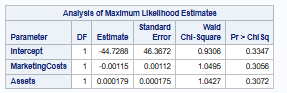 Analysis of Maximum Likelihood Estimates
Parameter DF Estimate Standard Error Wald Chi-Square Pr > ChiSq
Intercept 1 -44.7288 46.3672 0.9306 0.3347
MarketingCosts 1 -0.00115 0.00112 1.0495 0.3056
Assets 1 0.000179 0.000175 1.0427 0.3072